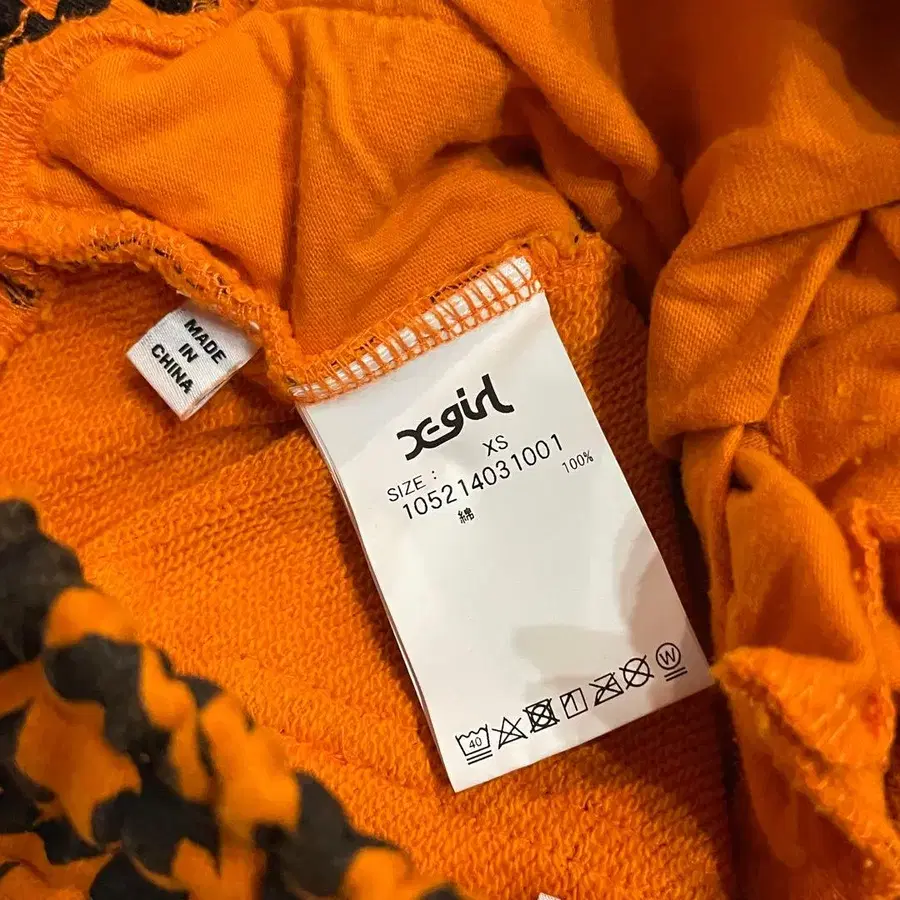 MADE
IN
CHINA
X-girl
SIZE : XS
105214031001
綿 100%
40
W